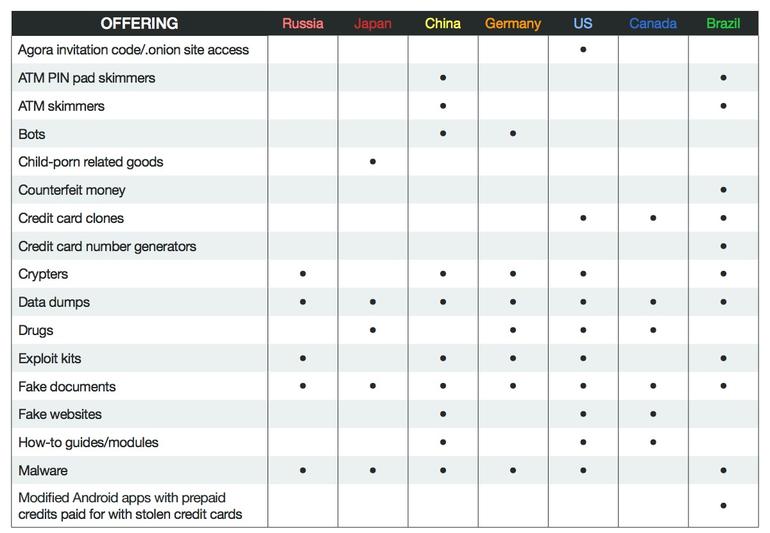 OFFERING Russia Japan China Germany US Canada Brazil
Agora invitation code/.onion site access •
ATM PIN pad skimmers • •
ATM skimmers • •
Bots • •
Child-porn related goods •
Counterfeit money •
Credit card clones • • •
Credit card number generators •
Crypters • • • • •
Data dumps • • • • • • •
Drugs • • • •
Exploit kits • • • • •
Fake documents • • • • • • •
Fake websites • • •
How-to guides/modules • • •
Malware • • • • • •
Modified Android apps with prepaid
credits paid for with stolen credit cards •